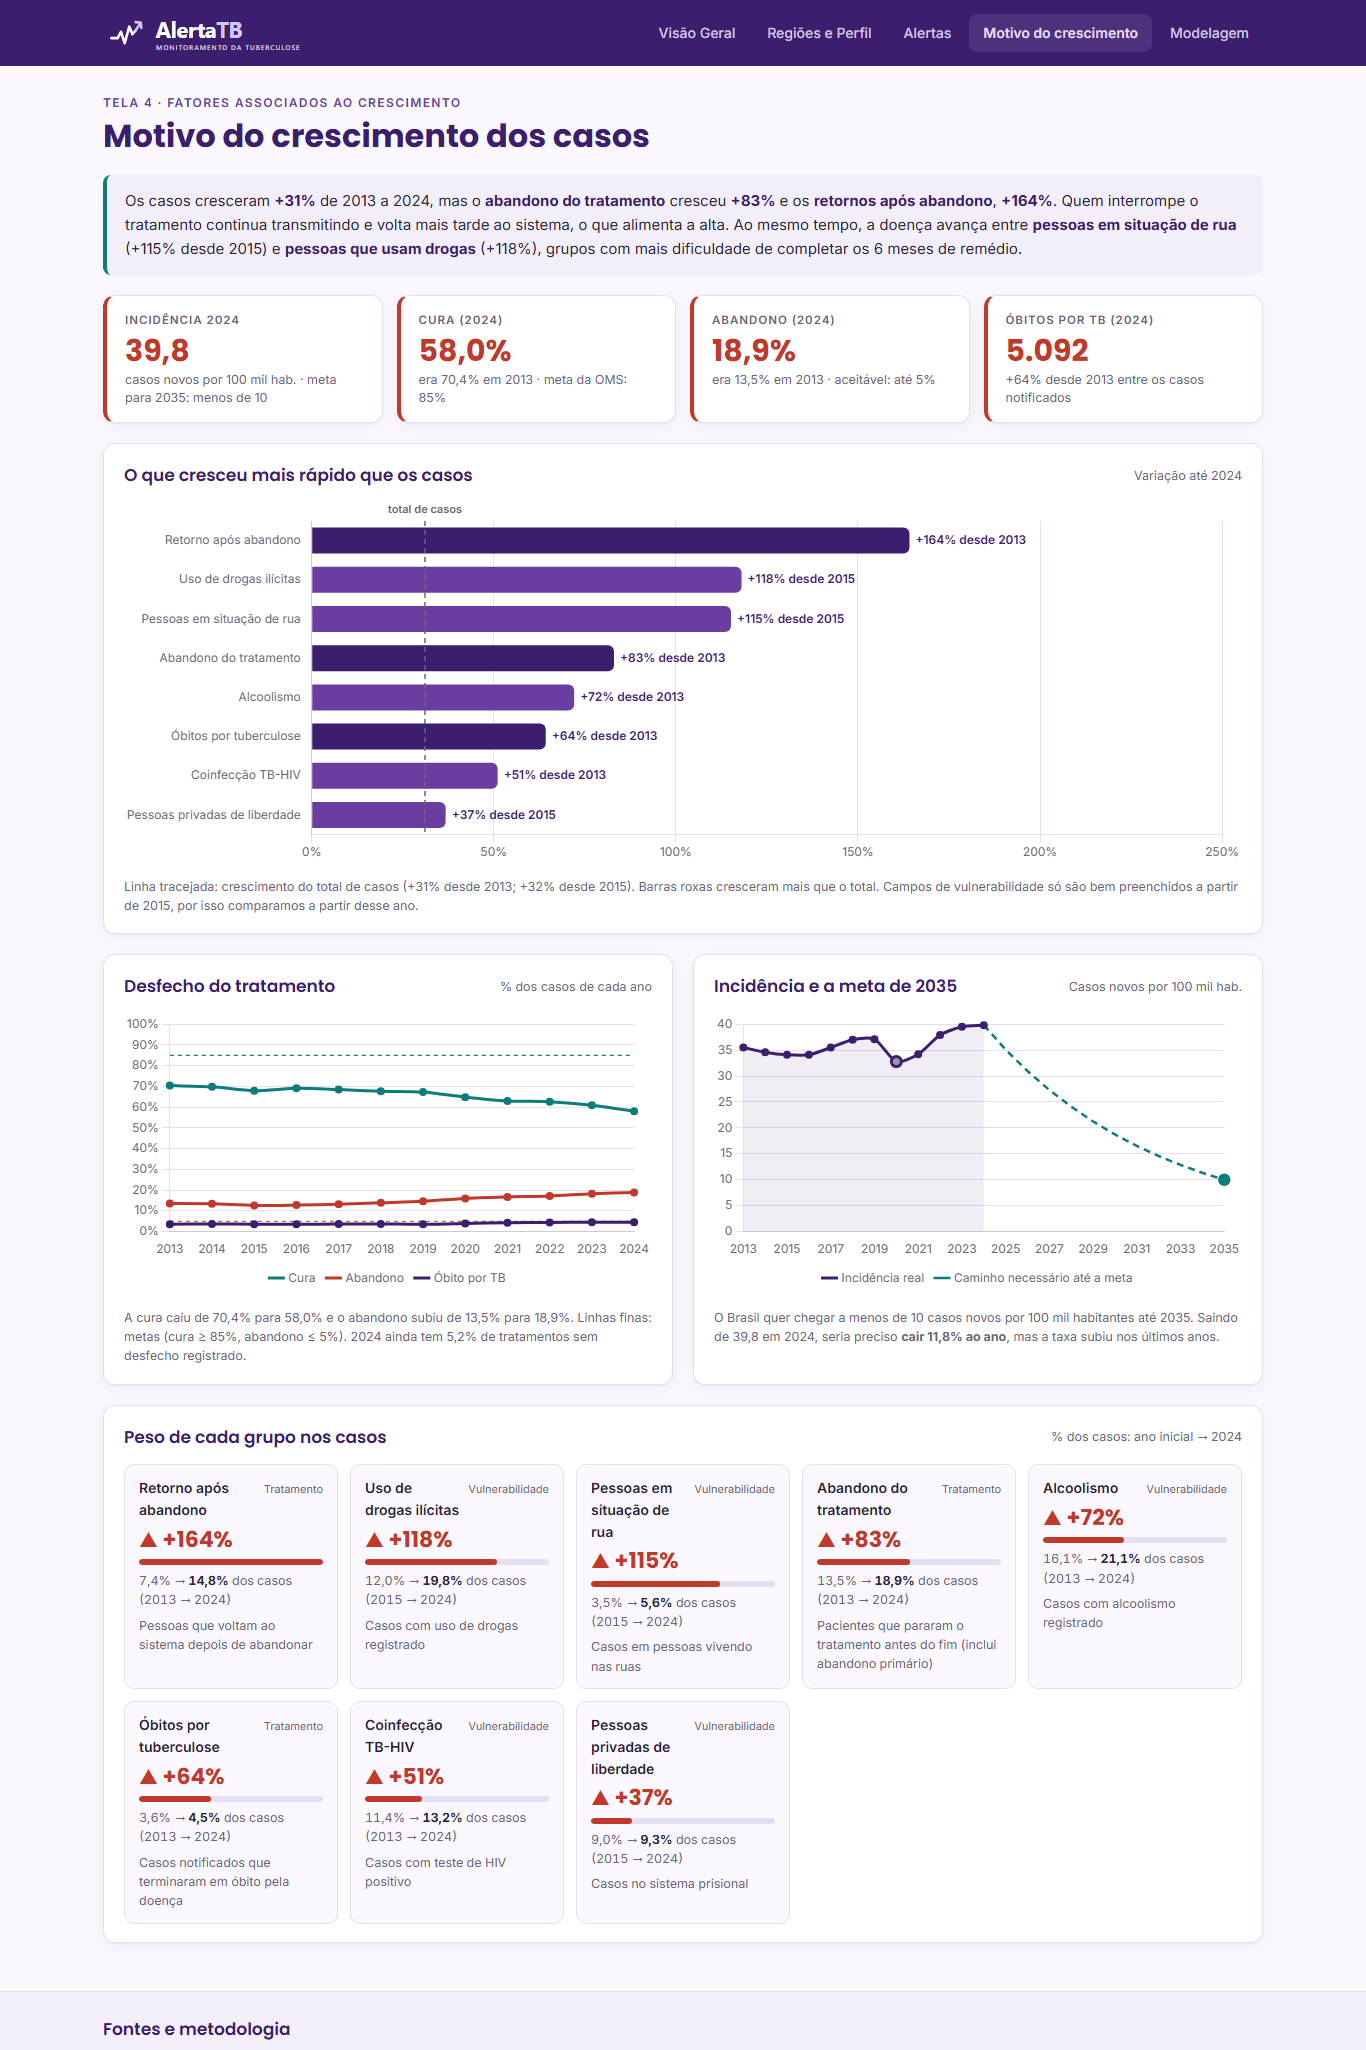 AlertaTB
MONITORAMENTO DA TUBERCULOSE
Visão Geral
Regiões e Perfil
Alertas
Motivo do crescimento
Modelagem
TELA 4 · FATORES ASSOCIADOS AO CRESCIMENTO
Motivo do crescimento dos casos
Os casos cresceram +31% de 2013 a 2024, mas o abandono do tratamento cresceu +83% e os retornos após abandono, +164%. Quem interrompe o
tratamento continua transmitindo e volta mais tarde ao sistema, o que alimenta a alta. Ao mesmo tempo, a doença avança entre pessoas em situação de rua
(+115% desde 2015) e pessoas que usam drogas (+118%), grupos com mais dificuldade de completar os 6 meses de remédio.
INCIDÊNCIA 2024
39,8
casos novos por 100 mil hab. · meta
para 2035: menos de 10
CURA (2024)
58,0%
era 70,4% em 2013 · meta da OMS:
85%
ABANDONO (2024)
18,9%
era 13,5% em 2013 · aceitável: até 5%
ÓBITOS POR TB (2024)
5.092
+64% desde 2013 entre os casos
notificados
O que cresceu mais rápido que os casos
Variação até 2024
total de casos
Retorno após abandono
+164% desde 2013
Uso de drogas ilícitas
+118% desde 2015
Pessoas em situação de rua
+115% desde 2015
Abandono do tratamento
+83% desde 2013
Alcoolismo
+72% desde 2013
Óbitos por tuberculose
+64% desde 2013
Coinfecção TB-HIV
+51% desde 2013
Pessoas privadas de liberdade
+37% desde 2015
0%
50%
100%
150%
200%
250%
Linha tracejada: crescimento do total de casos (+31% desde 2013; +32% desde 2015). Barras roxas cresceram mais que o total. Campos de vulnerabilidade só são bem preenchidos a partir
de 2015, por isso comparamos a partir desse ano.
Desfecho do tratamento
% dos casos de cada ano
100%
90%
80%
70%
60%
50%
40%
30%
20%
10%
0%
2013 2014 2015 2016 2017 2018 2019 2020 2021 2022 2023 2024
Cura Abandono Óbito por TB
A cura caiu de 70,4% para 58,0% e o abandono subiu de 13,5% para 18,9%. Linhas finas:
metas (cura ≥ 85%, abandono ≤ 5%). 2024 ainda tem 5,2% de tratamentos sem
desfecho registrado.
Incidência e a meta de 2035
Casos novos por 100 mil hab.
40
35
30
25
20
15
10
5
0
2013 2015 2017 2019 2021 2023 2025 2027 2029 2031 2033 2035
Incidência real Caminho necessário até a meta
O Brasil quer chegar a menos de 10 casos novos por 100 mil habitantes até 2035. Saindo
de 39,8 em 2024, seria preciso cair 11,8% ao ano, mas a taxa subiu nos últimos anos.
Peso de cada grupo nos casos
% dos casos: ano inicial → 2024
Retorno após
abandono
Tratamento
▲ +164%
7,4% → 14,8% dos casos
(2013 → 2024)
Pessoas que voltam ao
sistema depois de abandonar
Uso de
drogas ilícitas
Vulnerabilidade
▲ +118%
12,0% → 19,8% dos casos
(2015 → 2024)
Casos com uso de drogas
registrado
Pessoas em
situação de
rua
Vulnerabilidade
▲ +115%
3,5% → 5,6% dos casos
(2015 → 2024)
Casos em pessoas vivendo
nas ruas
Abandono do
tratamento
Tratamento
▲ +83%
13,5% → 18,9% dos casos
(2013 → 2024)
Pacientes que pararam o
tratamento antes do fim (inclui
abandono primário)
Alcoolismo
Vulnerabilidade
▲ +72%
16,1% → 21,1% dos casos
(2013 → 2024)
Casos com alcoolismo
registrado
Óbitos por
tuberculose
Tratamento
▲ +64%
3,6% → 4,5% dos casos
(2013 → 2024)
Casos notificados que
terminaram em óbito pela
doença
Coinfecção
TB-HIV
Vulnerabilidade
▲ +51%
11,4% → 13,2% dos casos
(2013 → 2024)
Casos com teste de HIV
positivo
Pessoas
privadas de
liberdade
Vulnerabilidade
▲ +37%
9,0% → 9,3% dos casos
(2015 → 2024)
Casos no sistema prisional
Fontes e metodologia